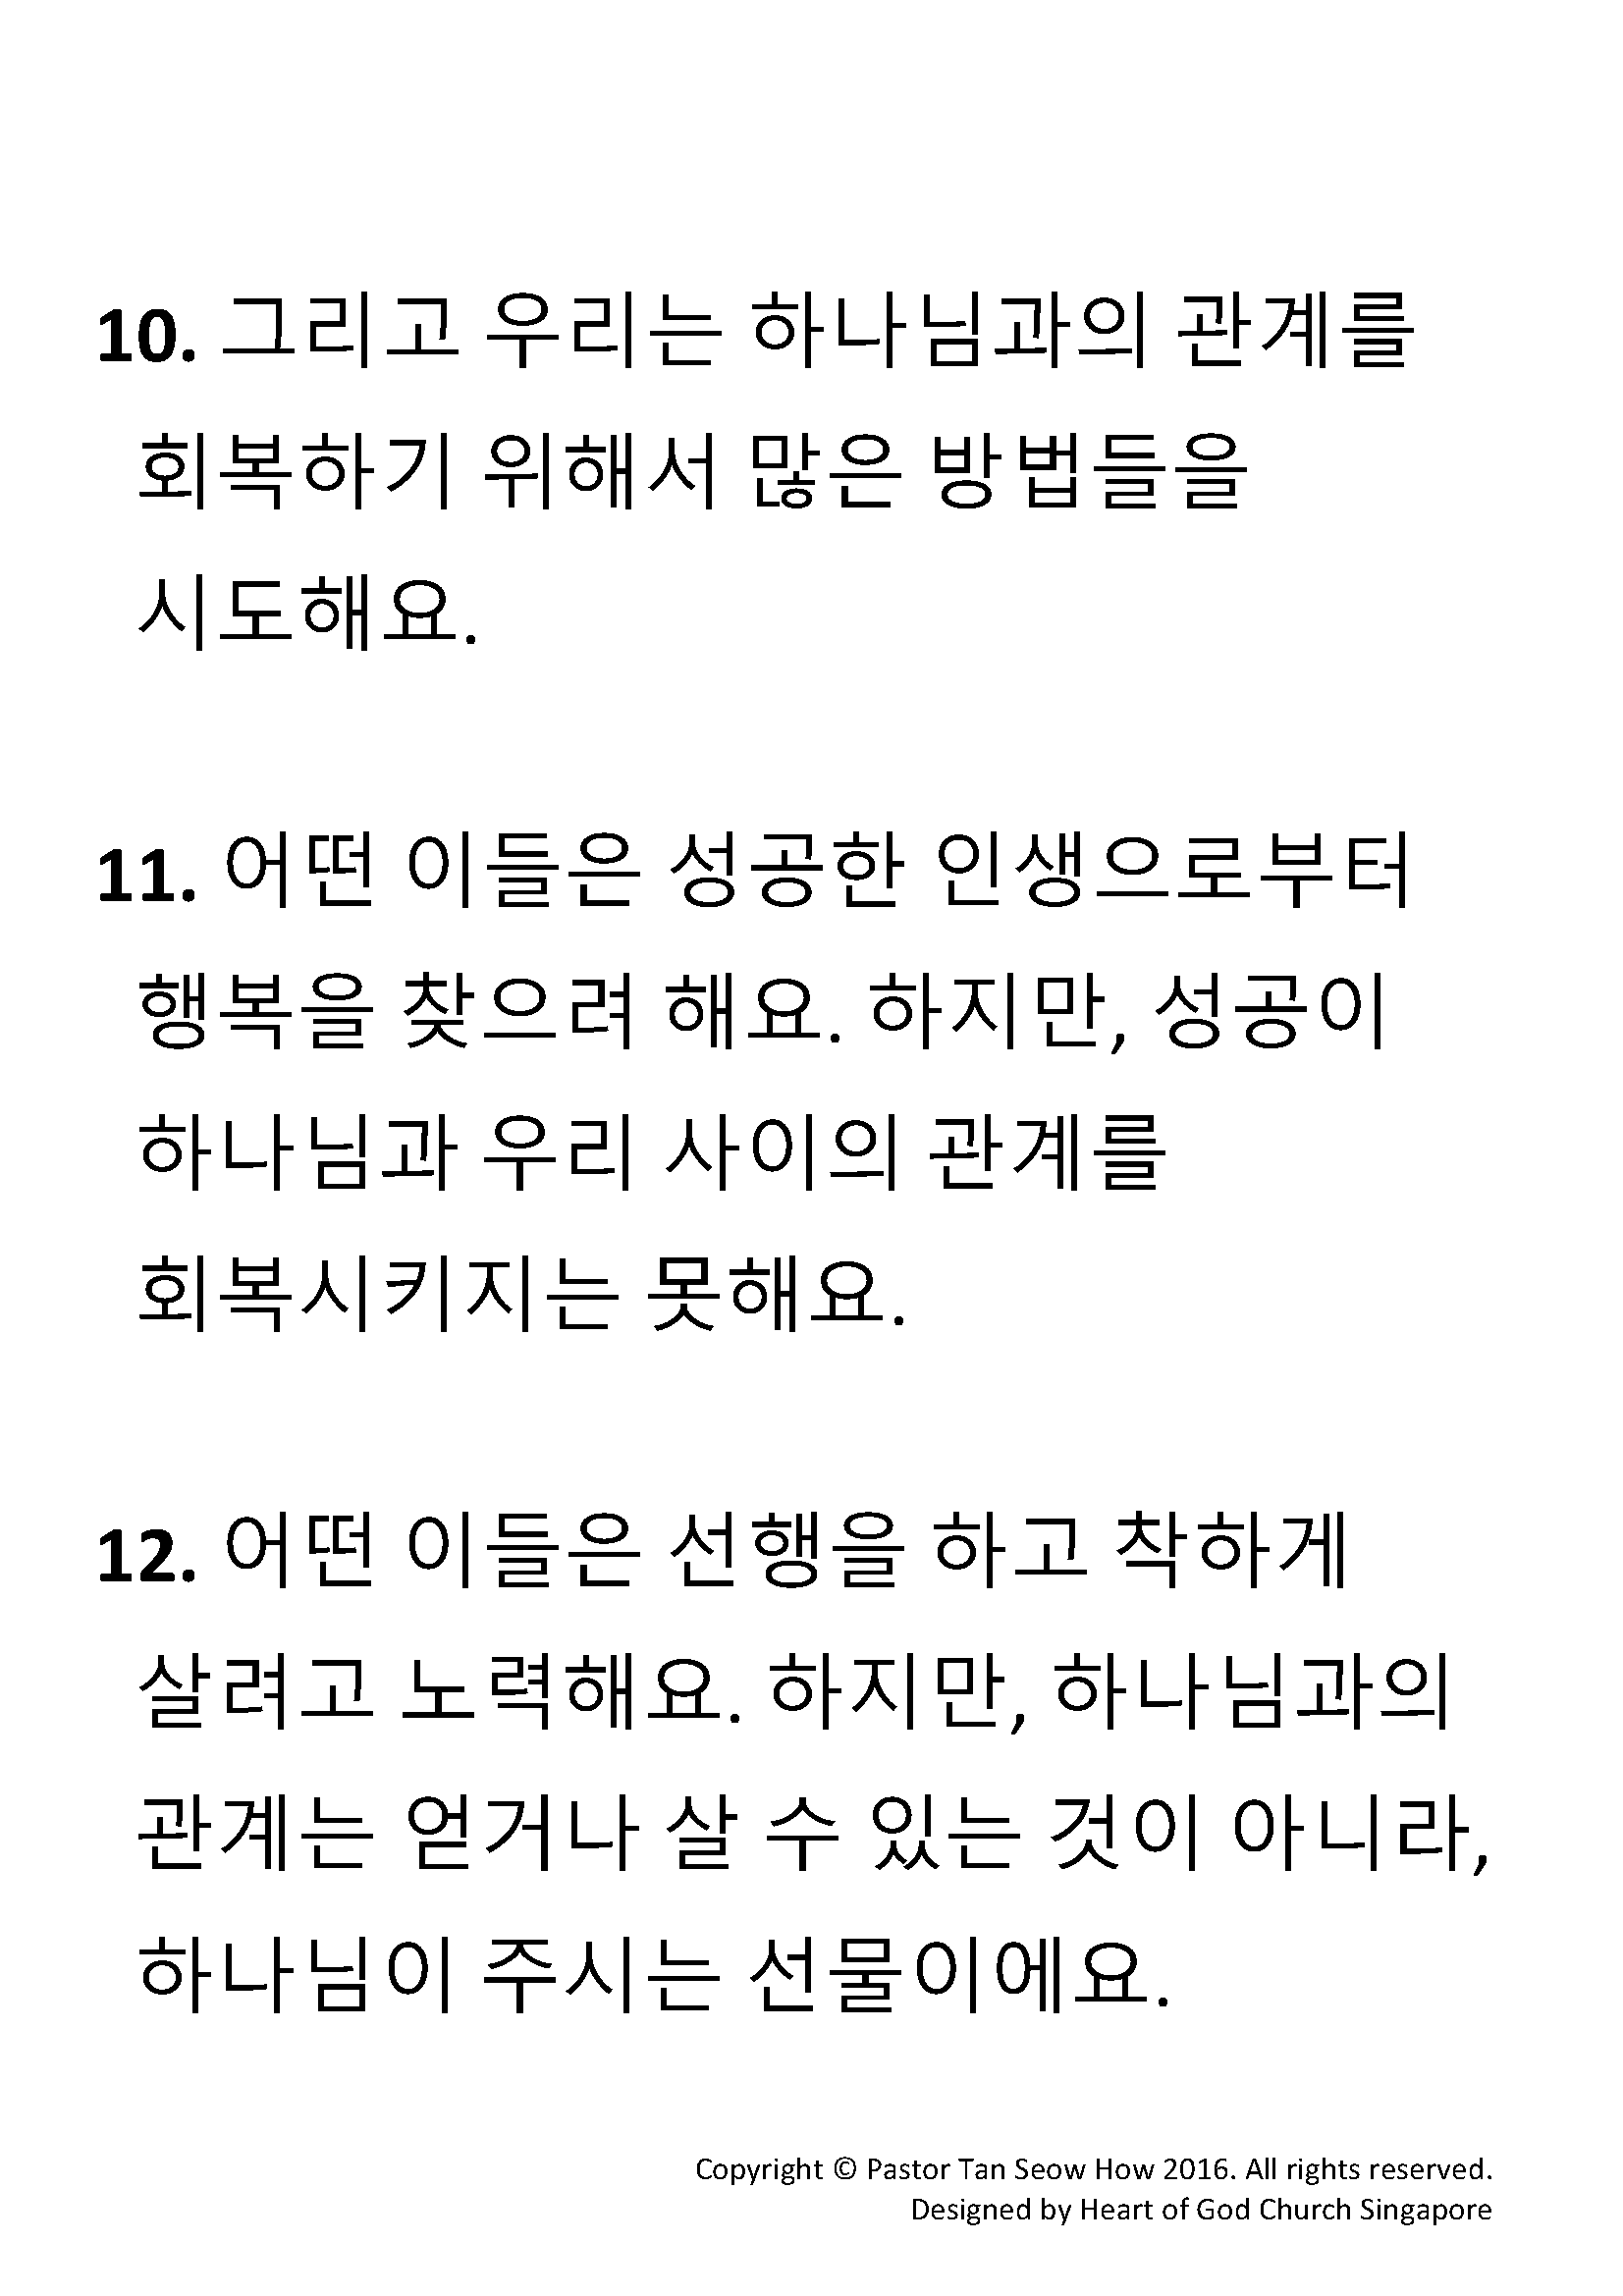 10. 그리고 우리는 하나님과의 관계를
회복하기 위해서 많은 방법들을
시도해요.
11. 어떤 이들은 성공한 인생으로부터
행복을 찾으려 해요. 하지만, 성공이
하나님과 우리 사이의 관계를
회복시키지는 못해요.
12. 어떤 이들은 선행을 하고 착하게
살려고 노력해요. 하지만, 하나님과의
관계는 얻거나 살 수 있는 것이 아니라,
하나님이 주시는 선물이에요.
Copyright © Pastor Tan Seow How 2016. All rights reserved.
Designed by Heart of God Church Singapore